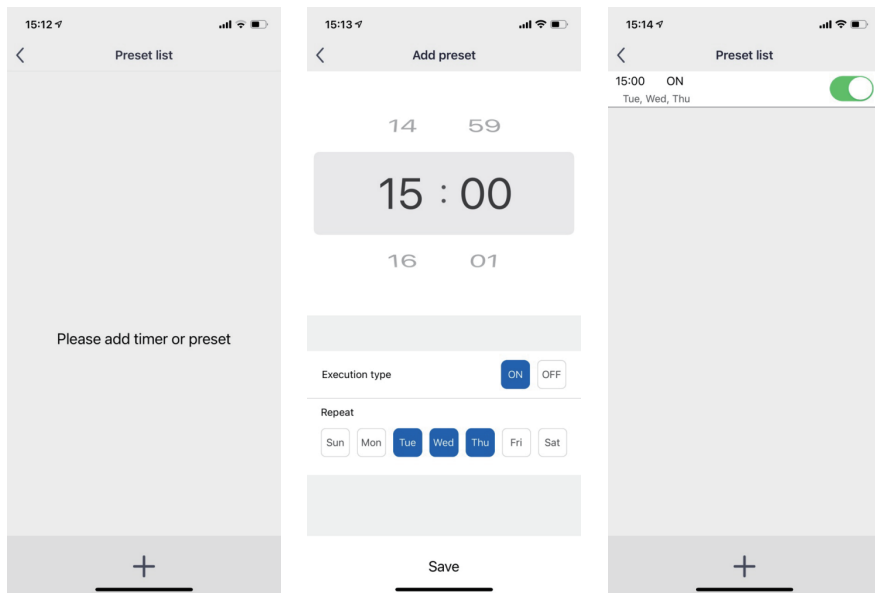 15:12
Preset list
Please add timer or preset
15:13
Add preset
14 59
15 : 00
16 01
Execution type ON OFF
Repeat
Sun Mon Tue Wed Thu Fri Sat
Save
15:14
Preset list
15:00 ON
Tue, Wed, Thu